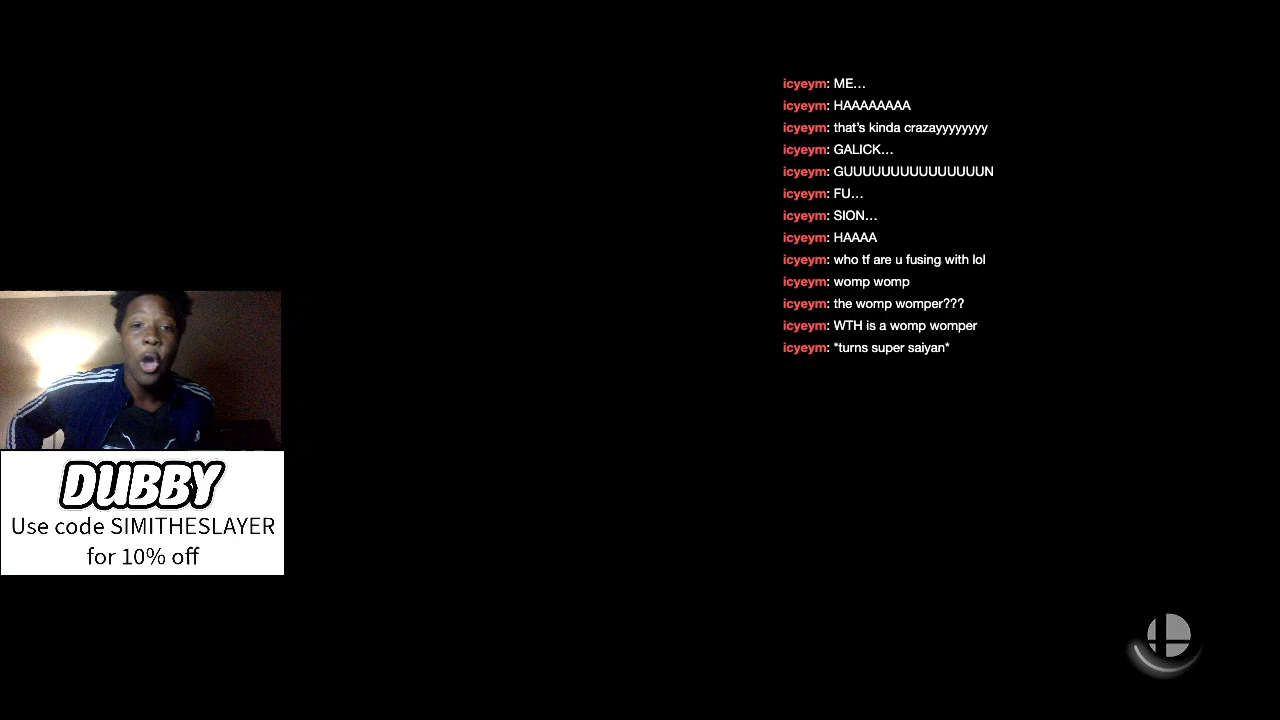 icyeym: ME...
icyeym: HAAAAAAAA
icyeym: that's kinda crazayyyyyyyy
icyeym: GALICK...
icyeym: GUUUUUUUUUUUUUUUN
icyeym: FU...
icyeym: SION...
icyeym: HAAAA
icyeym: who tf are u fusing with lol
icyeym: womp womp
icyeym: the womp womper???
icyeym: WTH is a womp womper
icyeym: *turns super saiyan*
DUBBY
Use code SIMITHESLAYER
for 10% off